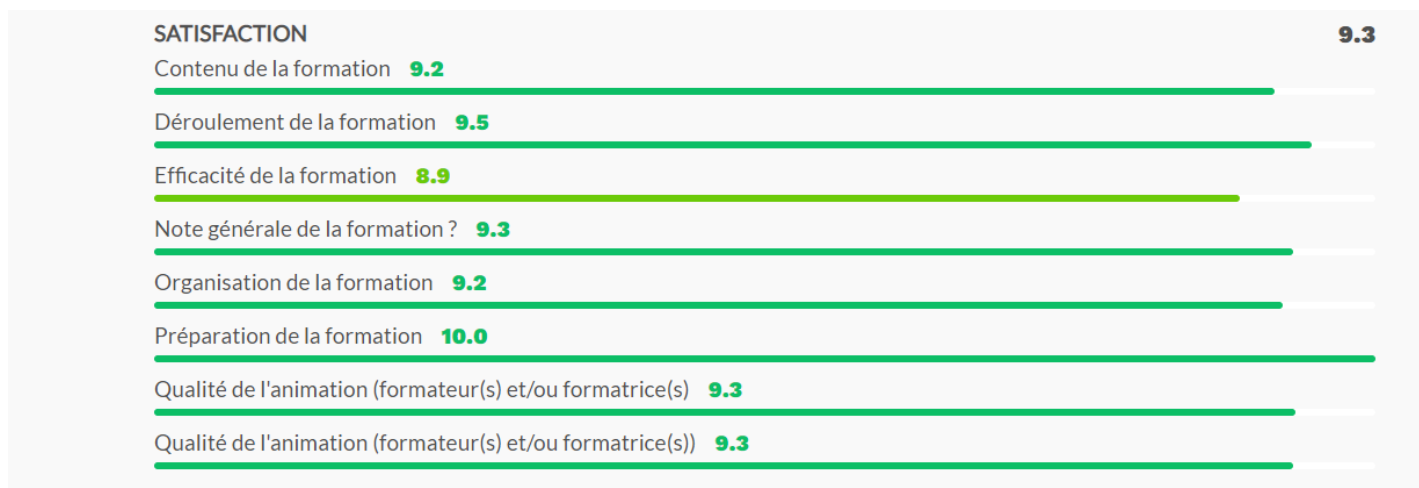 SATISFACTION 9.3
Contenu de la formation 9.2
Déroulement de la formation 9.5
Efficacité de la formation 8.9
Note générale de la formation ? 9.3
Organisation de la formation 9.2
Préparation de la formation 10.0
Qualité de l'animation (formateur(s) et/ou formatrice(s) 9.3
Qualité de l'animation (formateur(s) et/ou formatrice(s)) 9.3